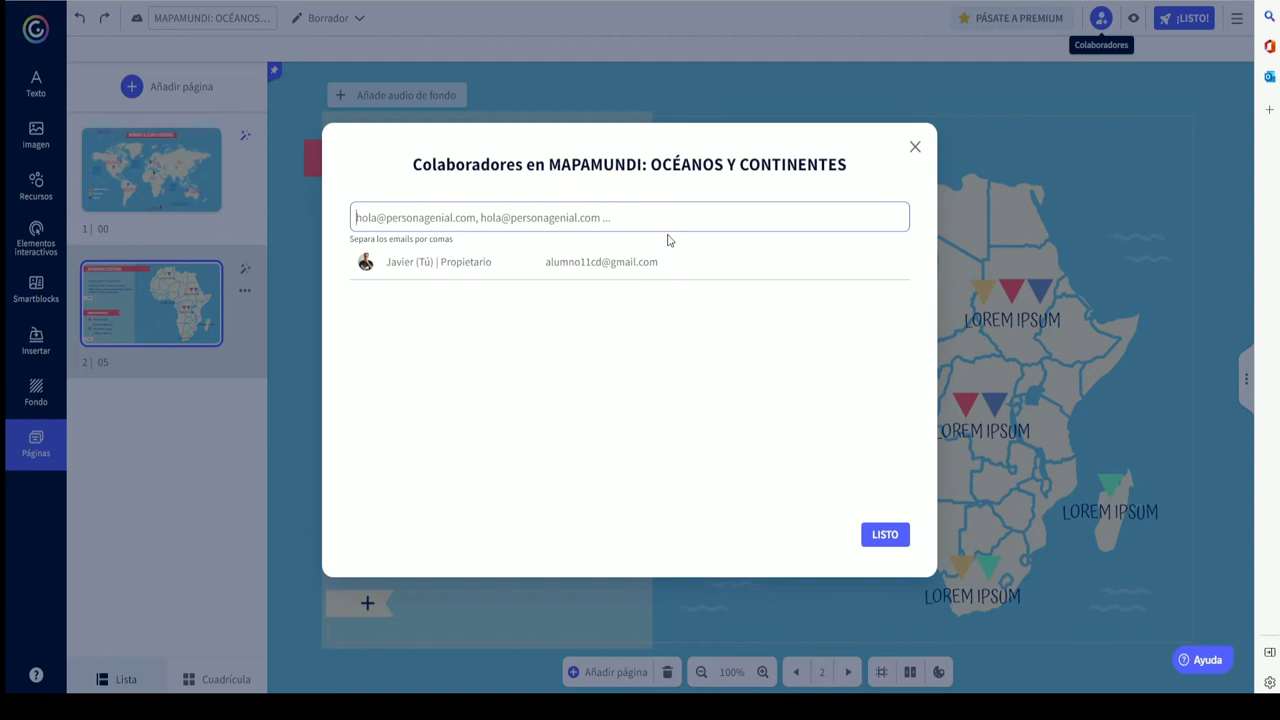 MAPAMUNDI: OCÉANOS...
Borrador
PÁSATE A PREMIUM
¡LISTO!
Colaboradores
Texto
Imagen
Recursos
Elementos
Interactivos
Smartblocks
Insertar
Fondo
Páginas
Añadir página
1 | 00
2 | 05
Lista
Cuadrícula
Añade audio de fondo
Colaboradores en MAPAMUNDI: OCÉANOS Y CONTINENTES
hola@personagenial.com, hola@personagenial.com ...
Separa los emails por comas
Javier (Tú) | Propietario
alumno11cd@gmail.com
LISTO
LOREM IPSUM
LOREM IPSUM
LOREM IPSUM
LOREM IPSUM
Añadir página
100%
2
Ayuda